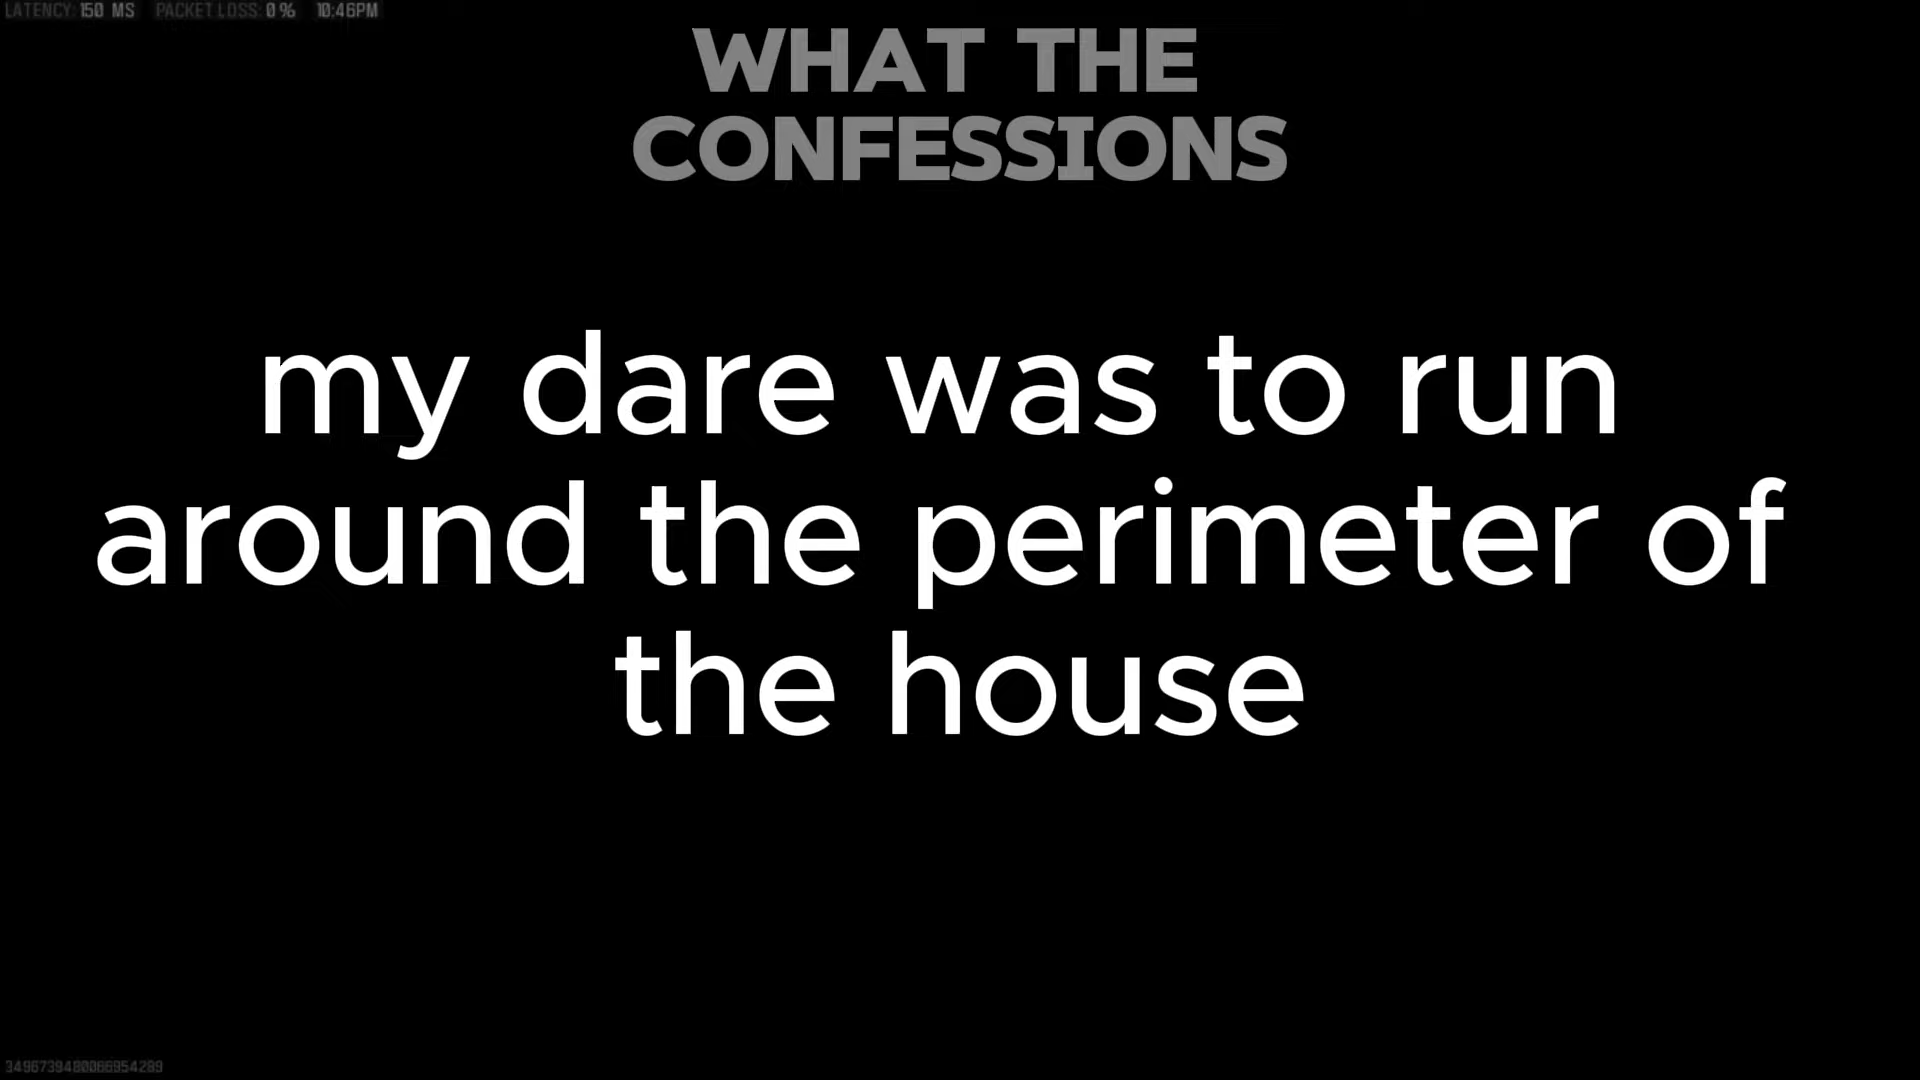 LATENCY: 150 MS PACKET LOSS: 0 % 10:46PM
WHAT THE
CONFESSIONS
my dare was to run
around the perimeter of
the house
3496739480066954289